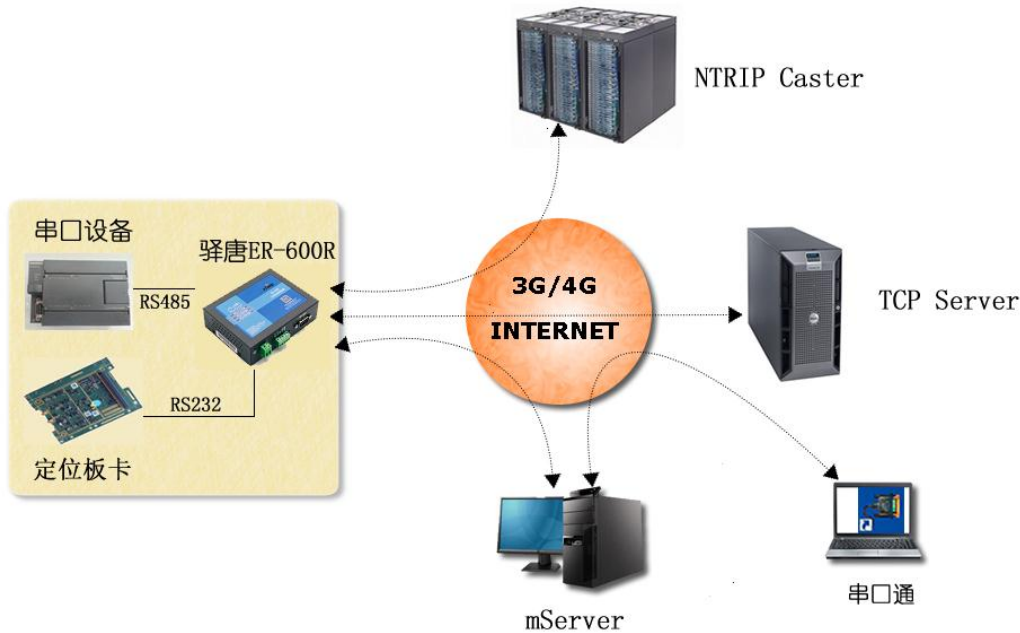 NTRIP Caster
串口设备
驿唐ER-600R
RS485
3G/4G
INTERNET
TCP Server
RS232
定位板卡
串口通
mServer